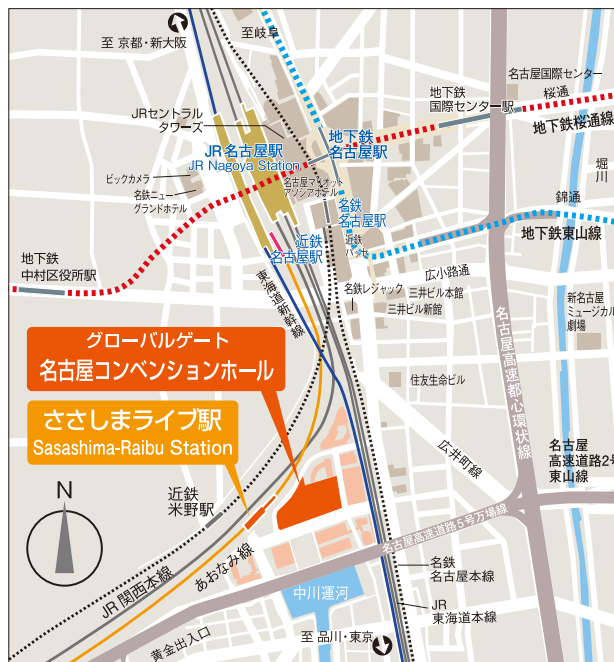 至 京都・新大阪
至岐阜
名古屋国際センター
桜通
地下鉄
国際センター駅
地下鉄桜通線
JRセントラル
タワーズ
地下鉄
名古屋駅
JR 名古屋駅
JR Nagoya Station
堀
川
ビックカメラ
名古屋マリオット
アソシアホテル
名鉄ニュー
グランドホテル
名鉄
名古屋駅
錦通
地下鉄東山線
近鉄
名古屋駅
近鉄
パッセ
地下鉄
中村区役所駅
広小路通
東海道新幹線
名鉄レジャック
三井ビル本館
三井ビル新館
新名古屋
ミュージカル
劇場
名古屋高速都心環状線
グローバルゲート
名古屋コンベンションホール
住友生命ビル
ささしまライブ駅
Sasashima-Raibu Station
広井町線
名古屋
高速道路2号
東山線
N
近鉄
米野駅
名古屋高速道路5号万場線
あおなみ線
JR 関西本線
中川運河
名鉄
名古屋本線
JR
東海道本線
黄金出入口
至 品川・東京